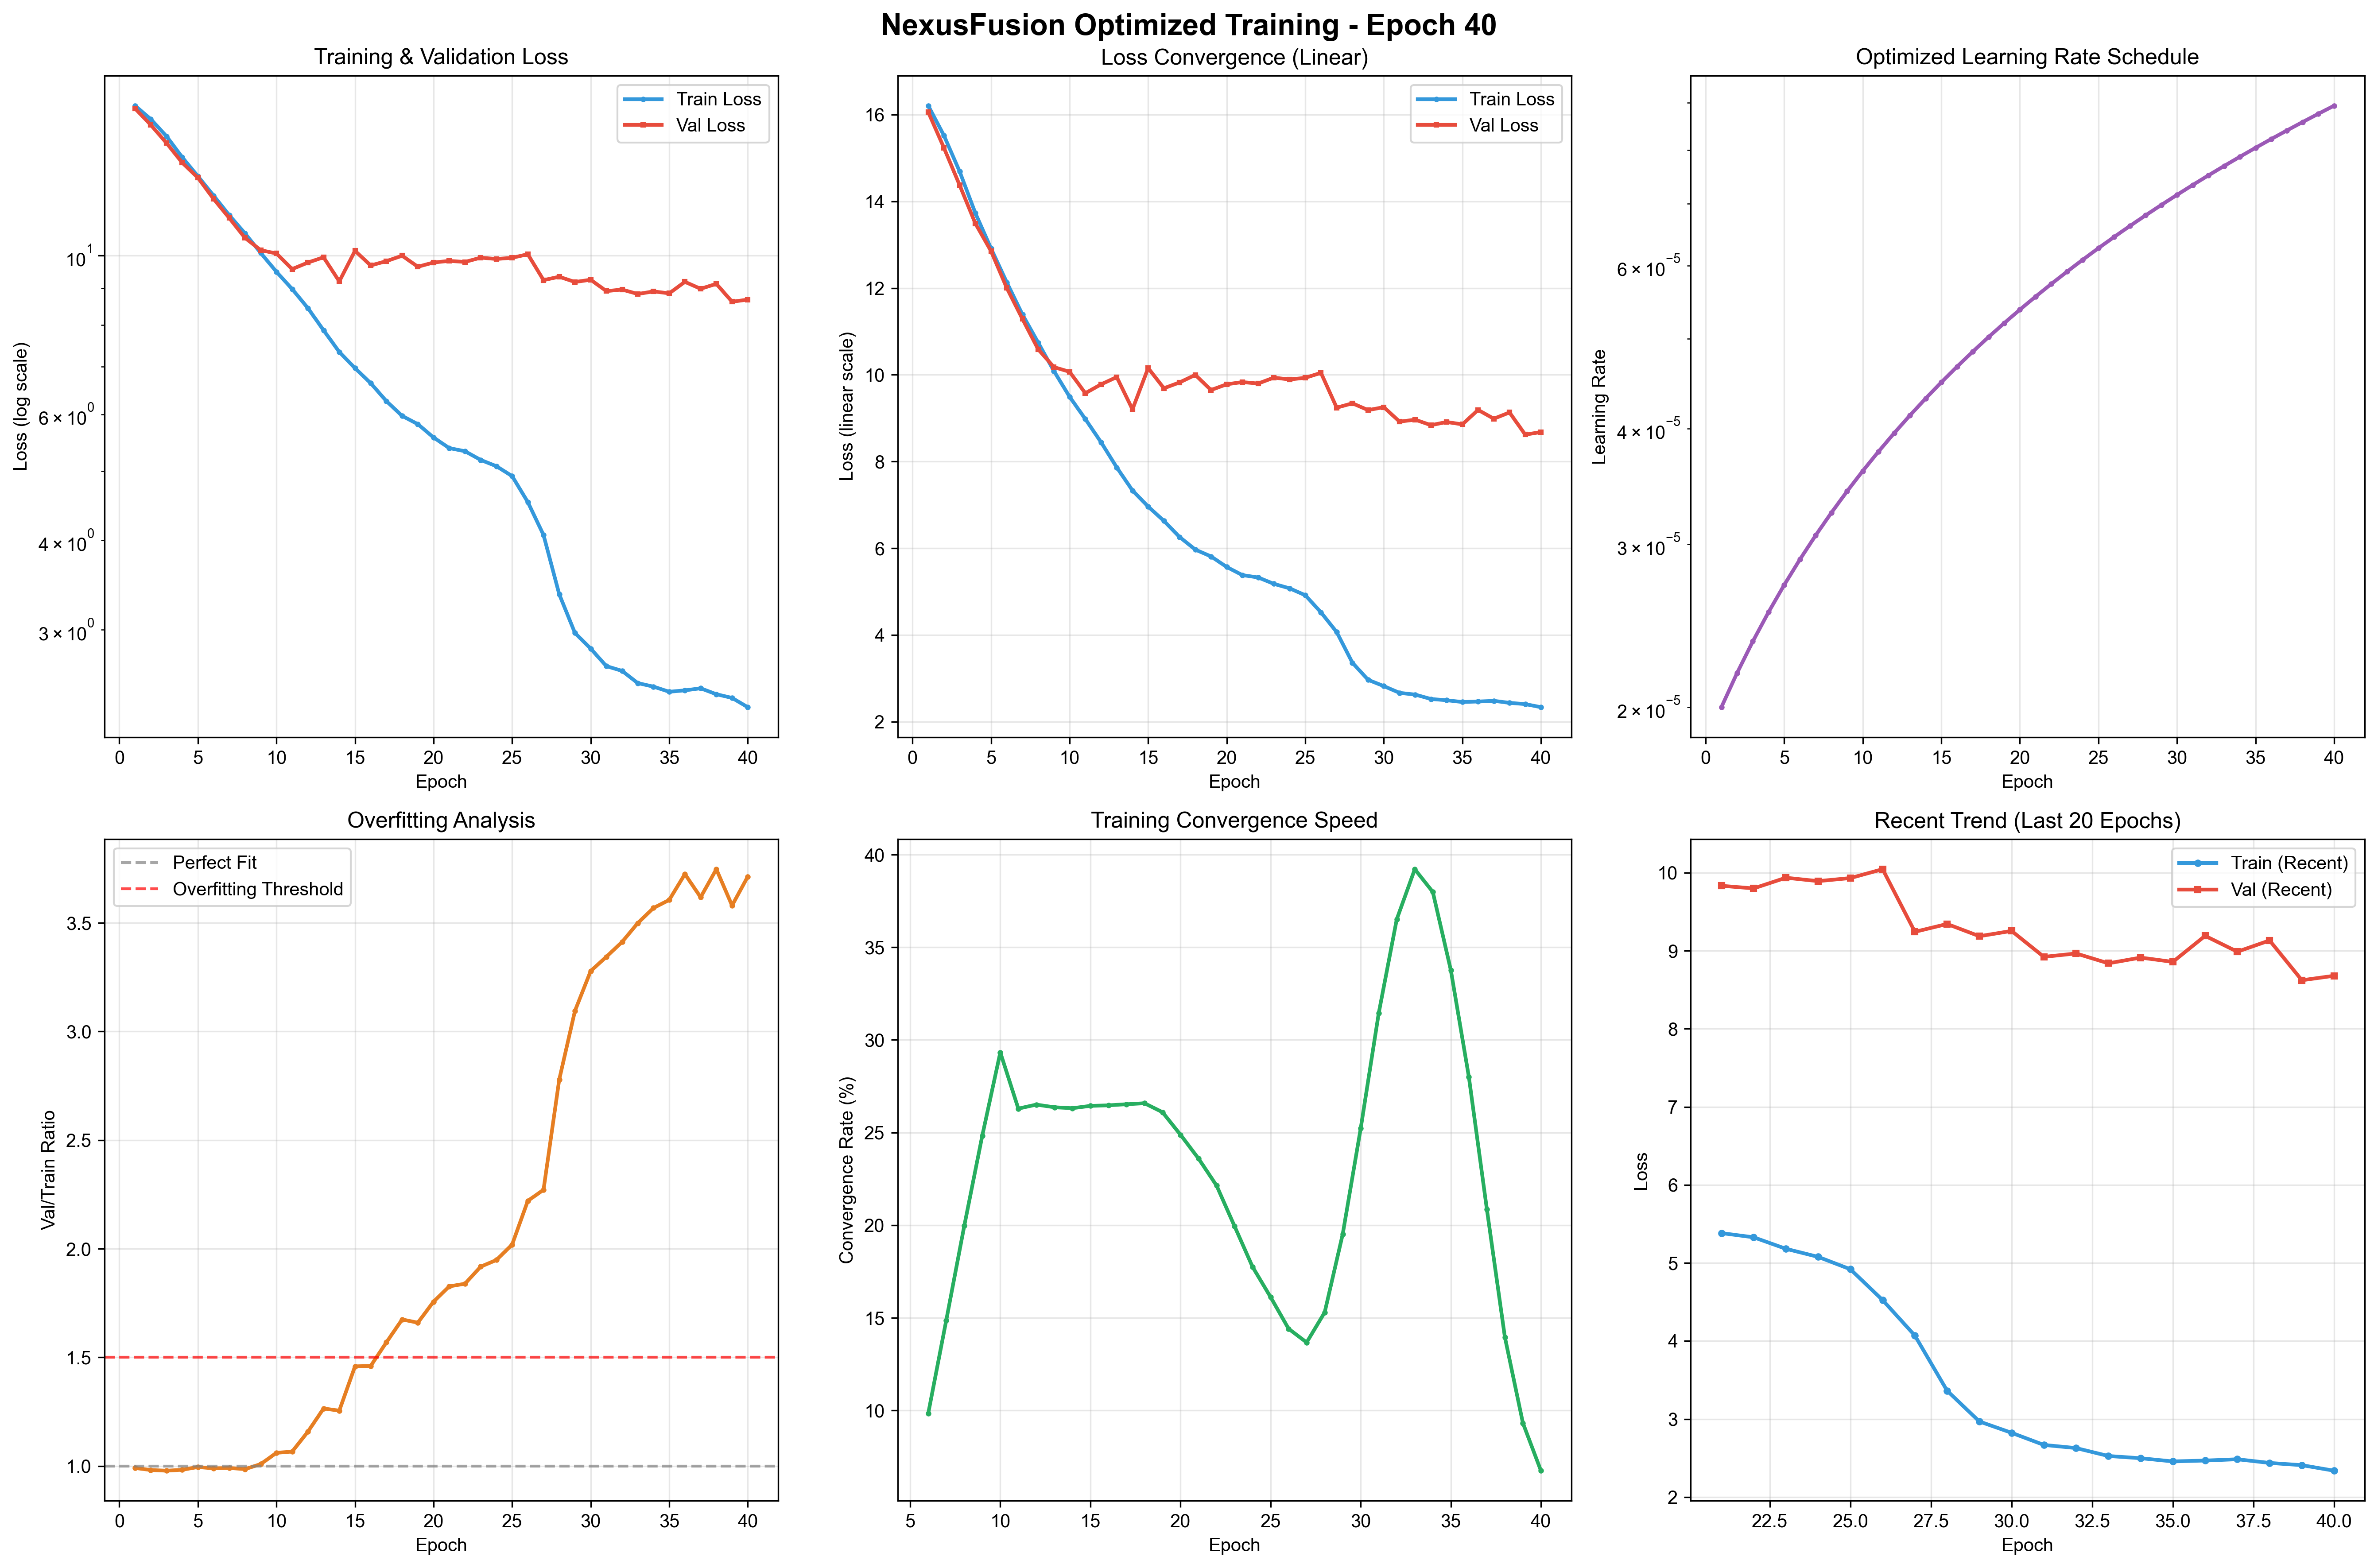 NexusFusion Optimized Training - Epoch 40
Training & Validation Loss
Train Loss
Val Loss
10¹
6 × 10⁰
4 × 10⁰
3 × 10⁰
Loss (log scale)
0 5 10 15 20 25 30 35 40
Epoch
Loss Convergence (Linear)
Train Loss
Val Loss
16
14
12
10
8
6
4
2
Loss (linear scale)
0 5 10 15 20 25 30 35 40
Epoch
Optimized Learning Rate Schedule
6 × 10⁻⁵
4 × 10⁻⁵
3 × 10⁻⁵
2 × 10⁻⁵
Learning Rate
0 5 10 15 20 25 30 35 40
Epoch
Overfitting Analysis
Perfect Fit
Overfitting Threshold
3.5
3.0
2.5
2.0
1.5
1.0
Val/Train Ratio
0 5 10 15 20 25 30 35 40
Epoch
Training Convergence Speed
40
35
30
25
20
15
10
Convergence Rate (%)
5 10 15 20 25 30 35 40
Epoch
Recent Trend (Last 20 Epochs)
Train (Recent)
Val (Recent)
10
9
8
7
6
5
4
3
2
Loss
22.5 25.0 27.5 30.0 32.5 35.0 37.5 40.0
Epoch